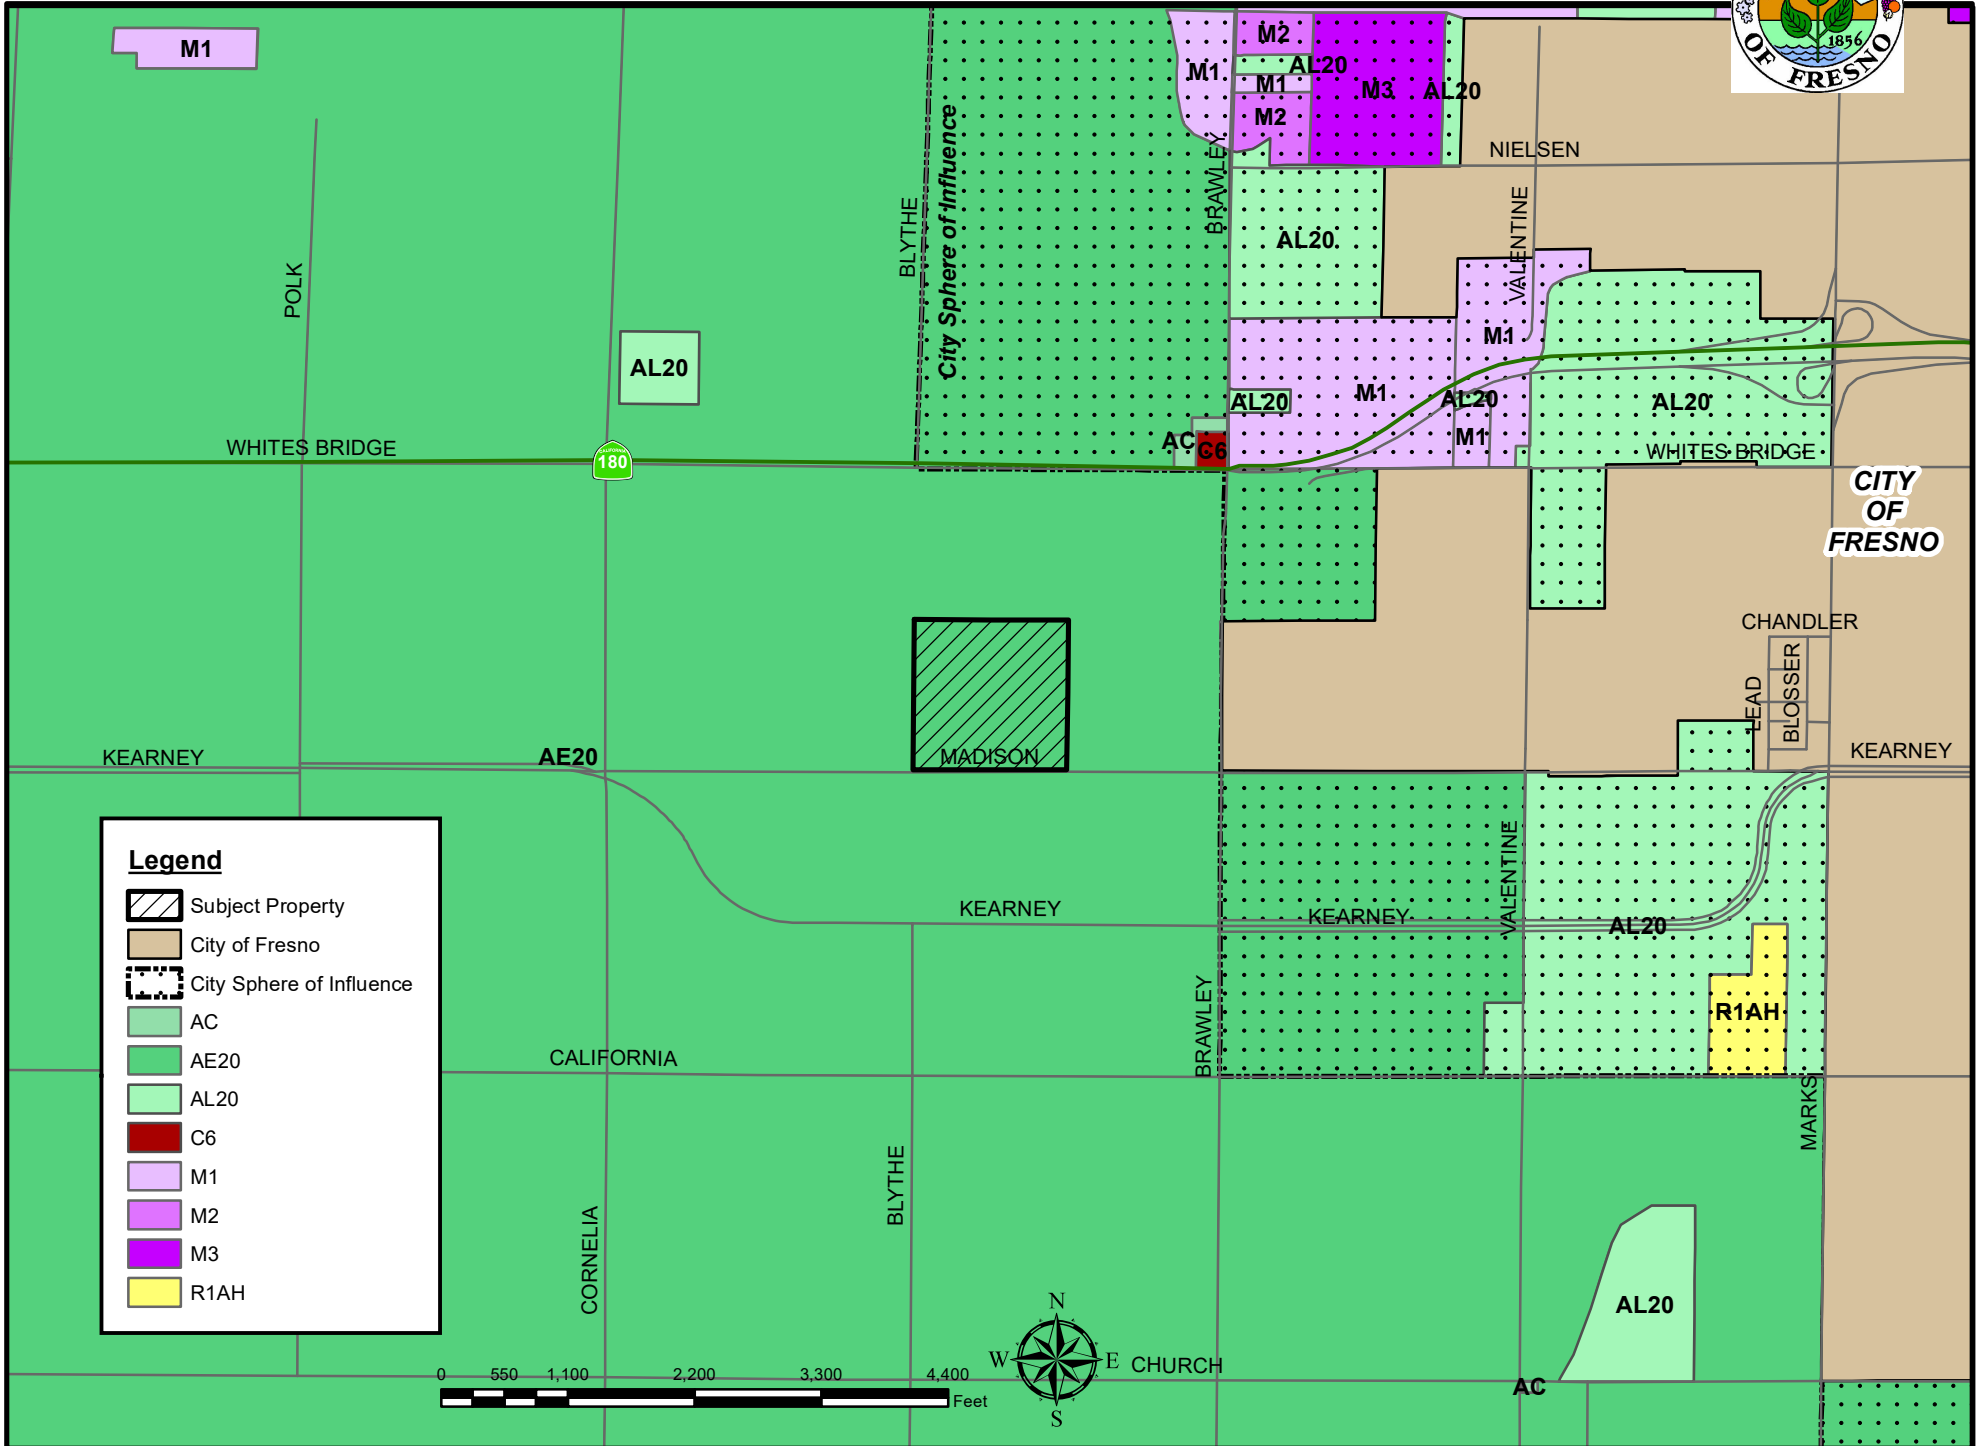 1856
OF FRESNO
M1
M1
M2
AL20
M1
M2
M3
AL20
NIELSEN
City Sphere of Influence
BLYTHE
BRAWLEY
VALENTINE
POLK
AL20
AL20
M1
AL20
M1
AL20
AL20
M1
AC
C6
WHITES BRIDGE
CALIFORNIA
180
WHITES BRIDGE
CITY
OF
FRESNO
CHANDLER
LEAD
BLOSSER
KEARNEY
AE20
MADISON
KEARNEY
KEARNEY
KEARNEY
VALENTINE
AL20
R1AH
BRAWLEY
CALIFORNIA
MARKS
BLYTHE
CORNELIA
AL20
CHURCH
AC
Legend
Subject Property
City of Fresno
City Sphere of Influence
AC
AE20
AL20
C6
M1
M2
M3
R1AH
0 550 1,100 2,200 3,300 4,400
Feet
N
W E
S